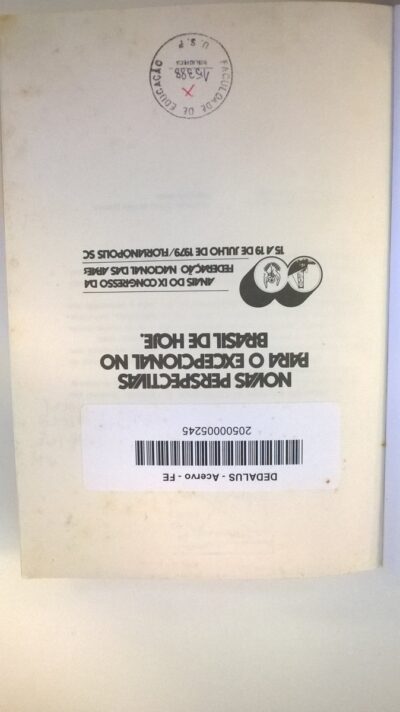 DEDALUS - Acervo - FE
20500005245
NOVAS PERSPECTIVAS
PARA O EXCEPCIONAL NO
BRASIL DE HOJE.
ANAIS DO IX CONGRESSO DA
FEDERAÇÃO NACIONAL DAS APAES
15 A 19 DE JULHO DE 1979/FLORIANÓPOLIS SC
FACULDADE DE EDUCAÇÃO
BIBLIOTECA
15388
U. S. P.